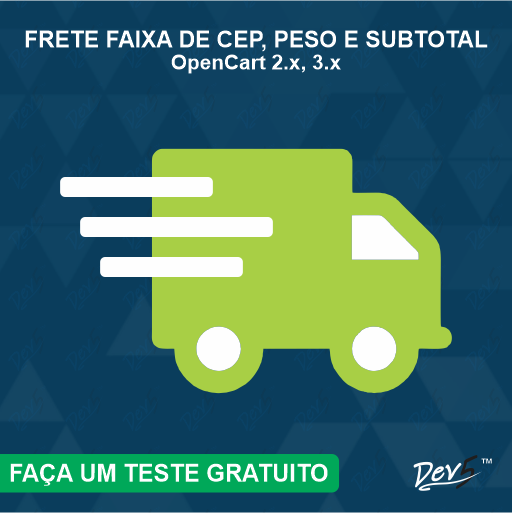 FRETE FAIXA DE CEP, PESO E SUBTOTAL
OpenCart 2.x, 3.x
FAÇA UM TESTE GRATUITO
Dev5™